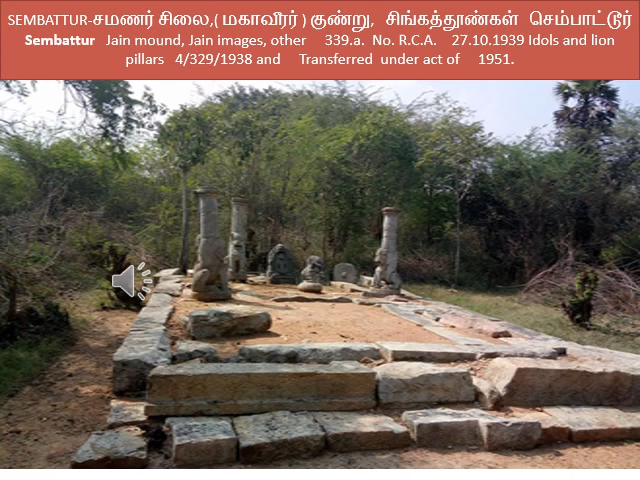 SEMBATTUR-சமணர் சிலை,( மகாவீரர் ) குன்று, சிங்கத்தூண்கள் செம்பாட்டூர்
Sembattur Jain mound, Jain images, other 339.a. No. R.C.A. 27.10.1939 Idols and lion
pillars 4/329/1938 and Transferred under act of 1951.